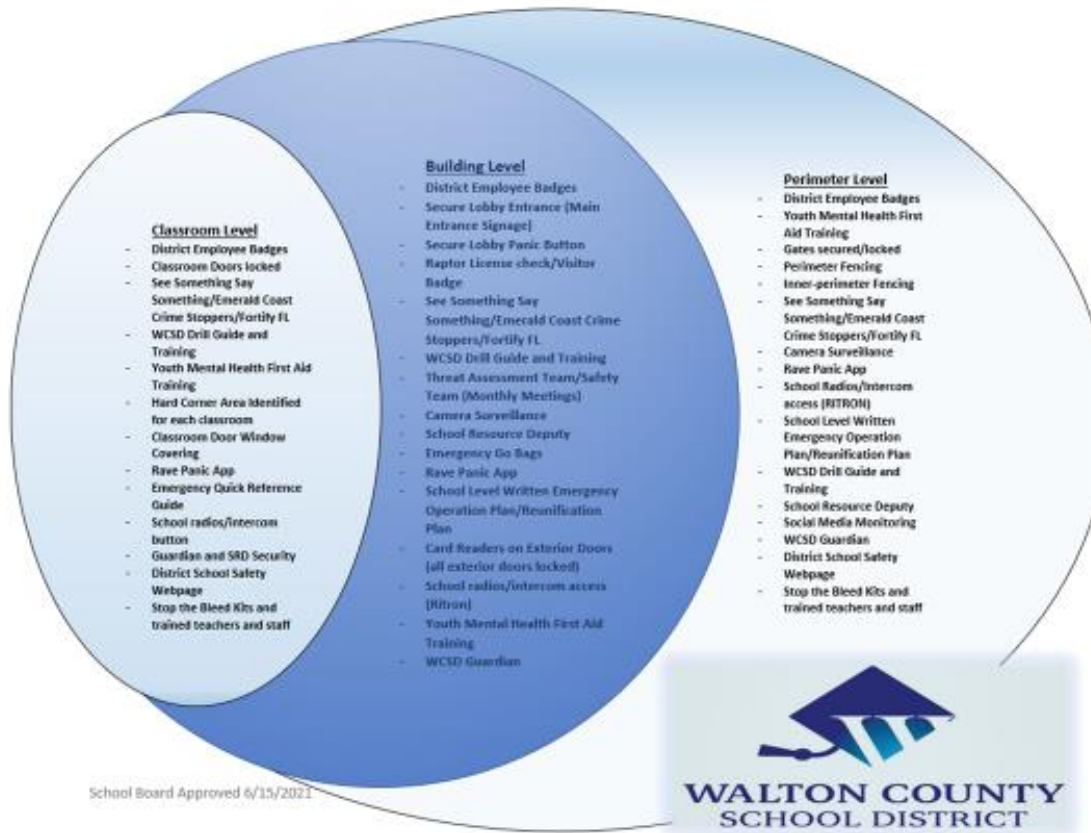 Classroom Level
- District Employee Badges
- Classroom Doors locked
- See Something Say
Something/Emerald Coast
Crime Stoppers/Fortify FL
- WCSD Drill Guide and
Training
- Youth Mental Health First Aid
Training
- Hard Corner Area Identified
for each classroom
- Classroom Door Window
Covering
- Rave Panic App
- Emergency Quick Reference
Guide
- School radios/intercom
button
- Guardian and SRD Security
- District School Safety
Webpage
- Stop the Bleed Kits and
trained teachers and staff
Building Level
- District Employee Badges
- Secure Lobby Entrance (Main
Entrance Signage)
- Secure Lobby Panic Button
- Raptor License check/Visitor
Badge
- See Something Say
Something/Emerald Coast Crime
Stoppers/Fortify FL
- WCSD Drill Guide and Training
- Threat Assessment Team/Safety
Team (Monthly Meetings)
- Camera Surveillance
- School Resource Deputy
- Emergency Go Bags
- Rave Panic App
- School Level Written Emergency
Operation Plan/Reunification
Plan
- Card Readers on Exterior Doors
(all exterior doors locked)
- School radios/intercom access
(Ritron)
- Youth Mental Health First Aid
Training
- WCSD Guardian
Perimeter Level
- District Employee Badges
- Youth Mental Health First
Aid Training
- Gates secured/locked
- Perimeter Fencing
- Inner-perimeter Fencing
- See Something Say
Something/Emerald Coast
Crime Stoppers/Fortify FL
- Camera Surveillance
- Rave Panic App
- School Radios/Intercom
access (RITRON)
- School Level Written
Emergency Operation
Plan/Reunification Plan
- WCSD Drill Guide and
Training
- School Resource Deputy
- Social Media Monitoring
- WCSD Guardian
- District School Safety
Webpage
- Stop the Bleed Kits and
trained teachers and staff
School Board Approved 6/15/2021
WALTON COUNTY
SCHOOL DISTRICT